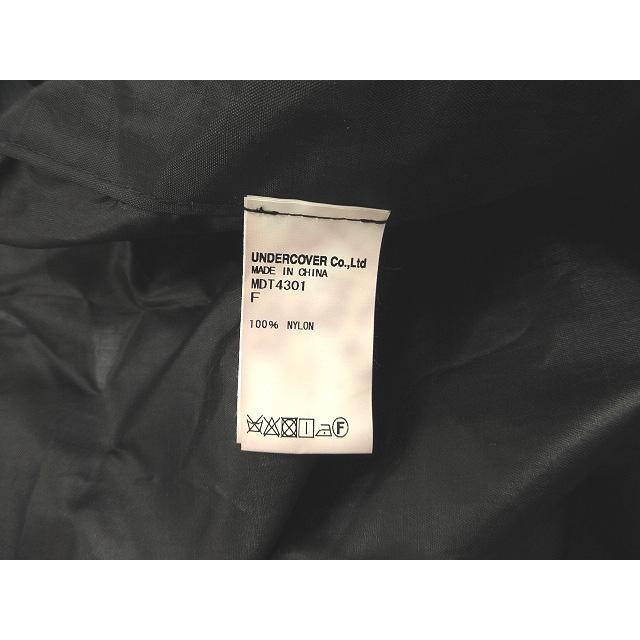 UNDERCOVER Co.,Ltd
MADE IN CHINA
MDT4301
F
100% NYLON
F